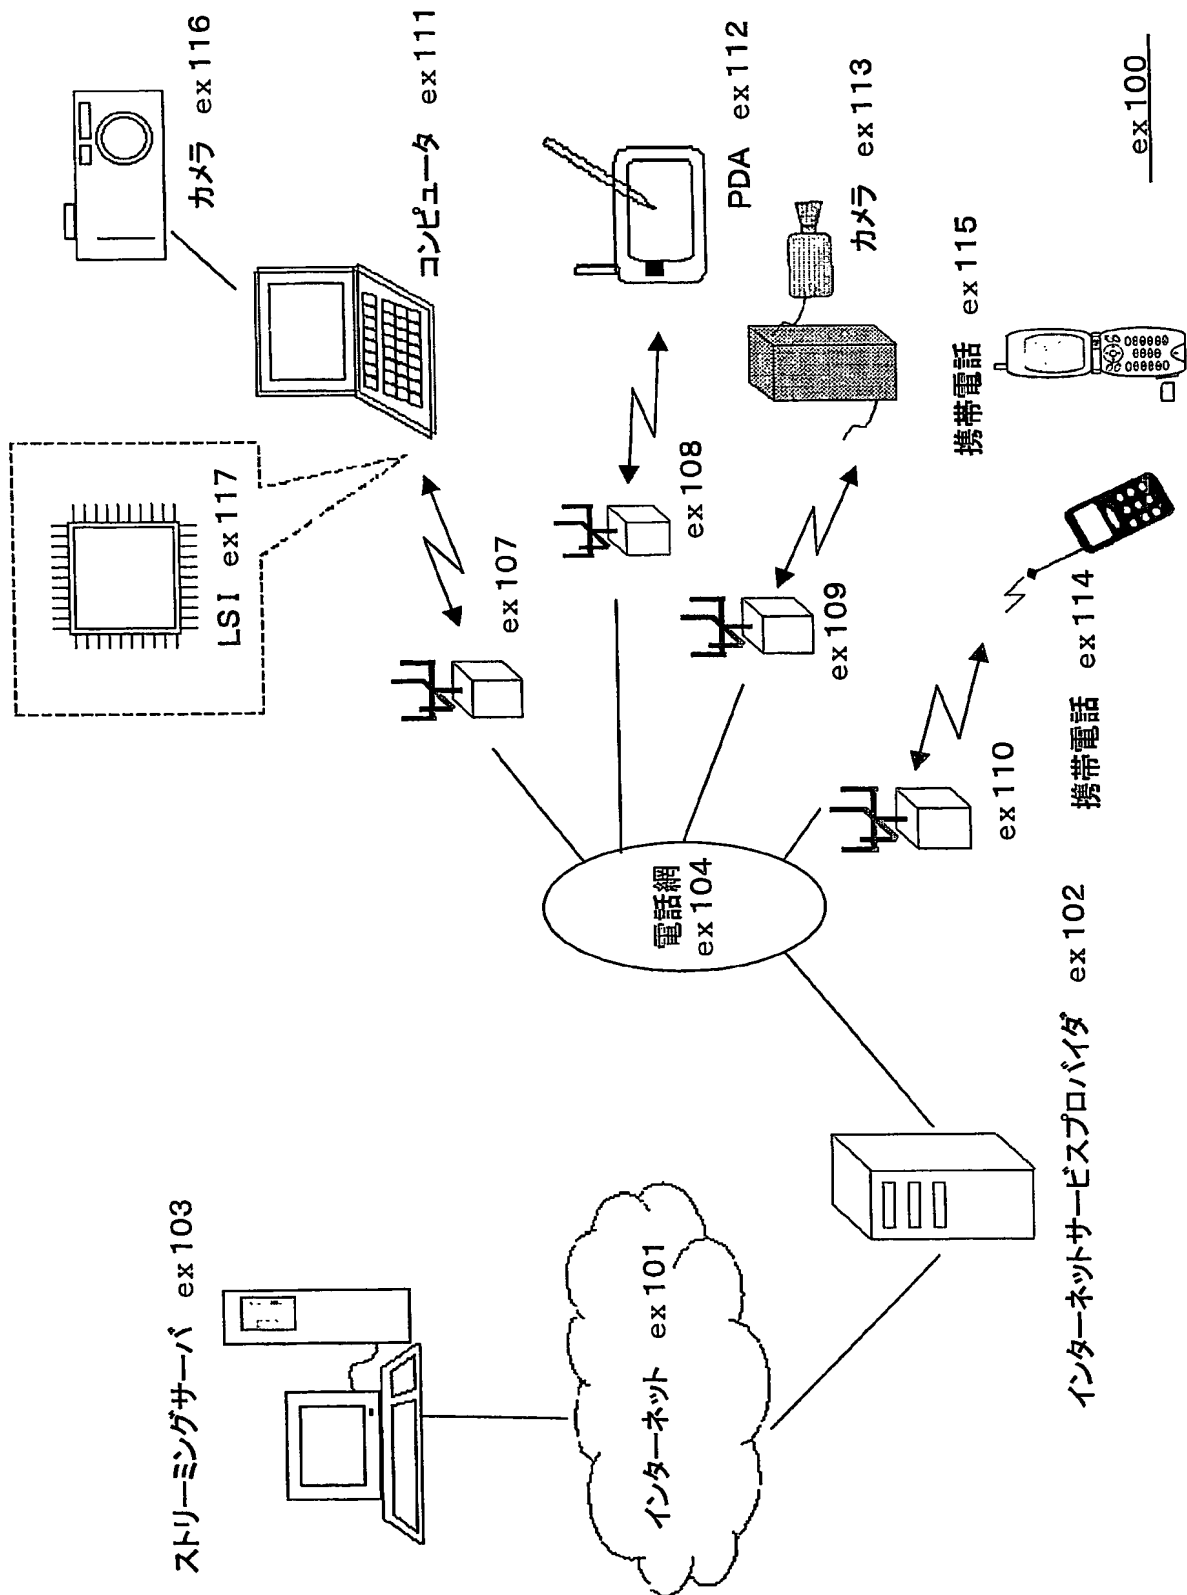 カメラ ex116
コンピュータ ex111
LSI ex117
PDA ex112
カメラ ex113
携帯電話 ex115
携帯電話 ex114
ex107
ex108
ex109
ex110
電話網
ex104
ストリーミングサーバ ex103
インターネット ex101
インターネットサービスプロバイダ ex102
ex100